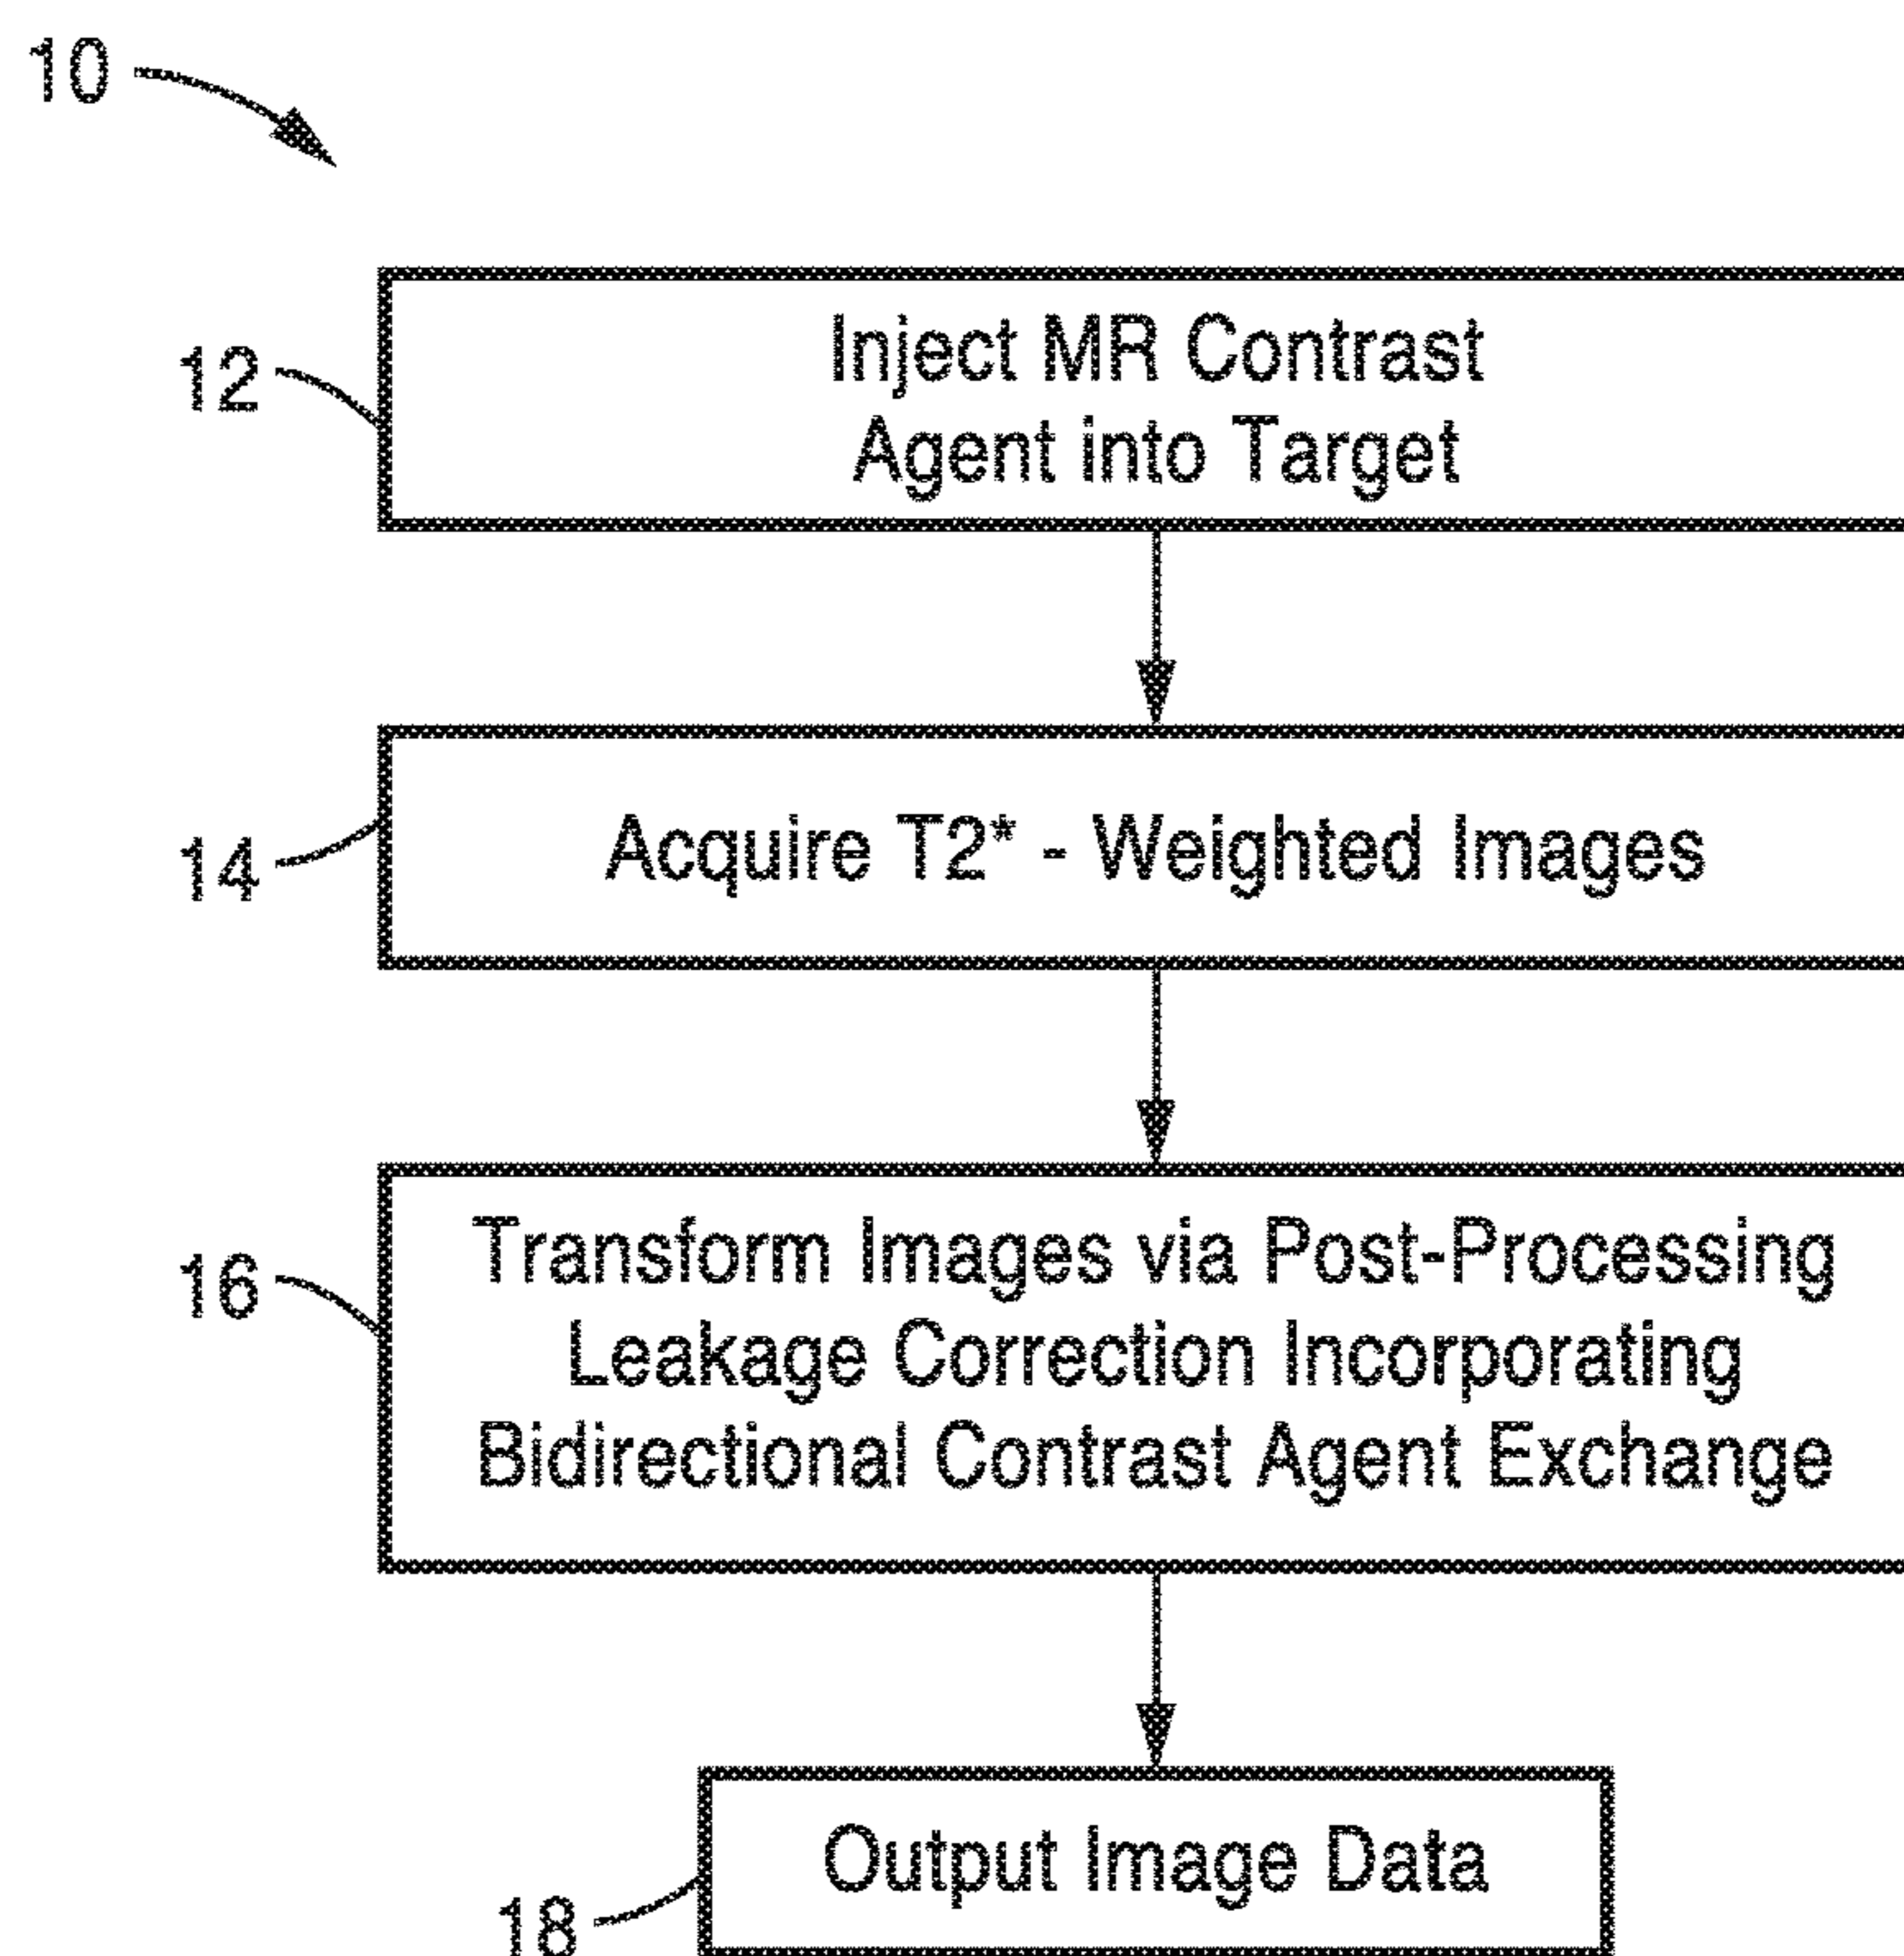 10
12
Inject MR Contrast
Agent into Target
14
Acquire T2* - Weighted Images
16
Transform Images via Post-Processing
Leakage Correction Incorporating
Bidirectional Contrast Agent Exchange
18
Output Image Data